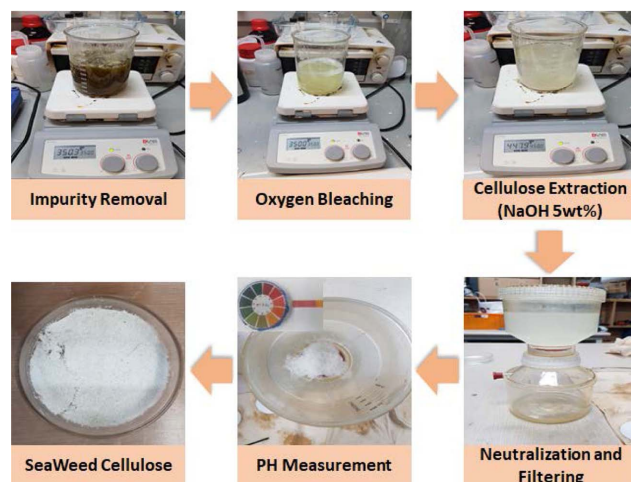 Impurity Removal
Oxygen Bleaching
Cellulose Extraction
(NaOH 5wt%)
SeaWeed Cellulose
PH Measurement
Neutralization and
Filtering